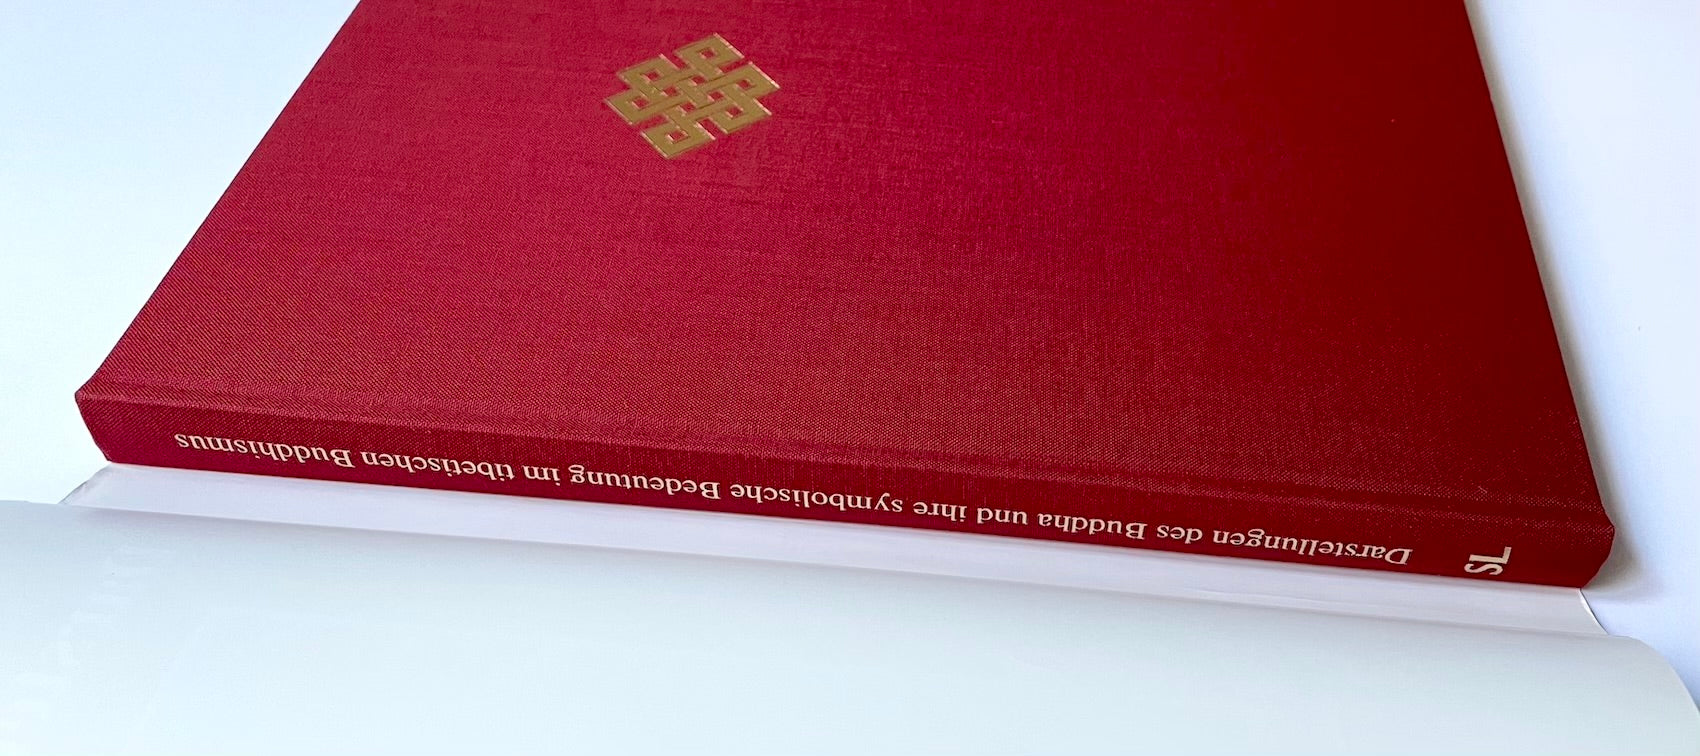 Darstellungen des Buddha und ihre symbolische Bedeutung im tibetischen Buddhismus
SL